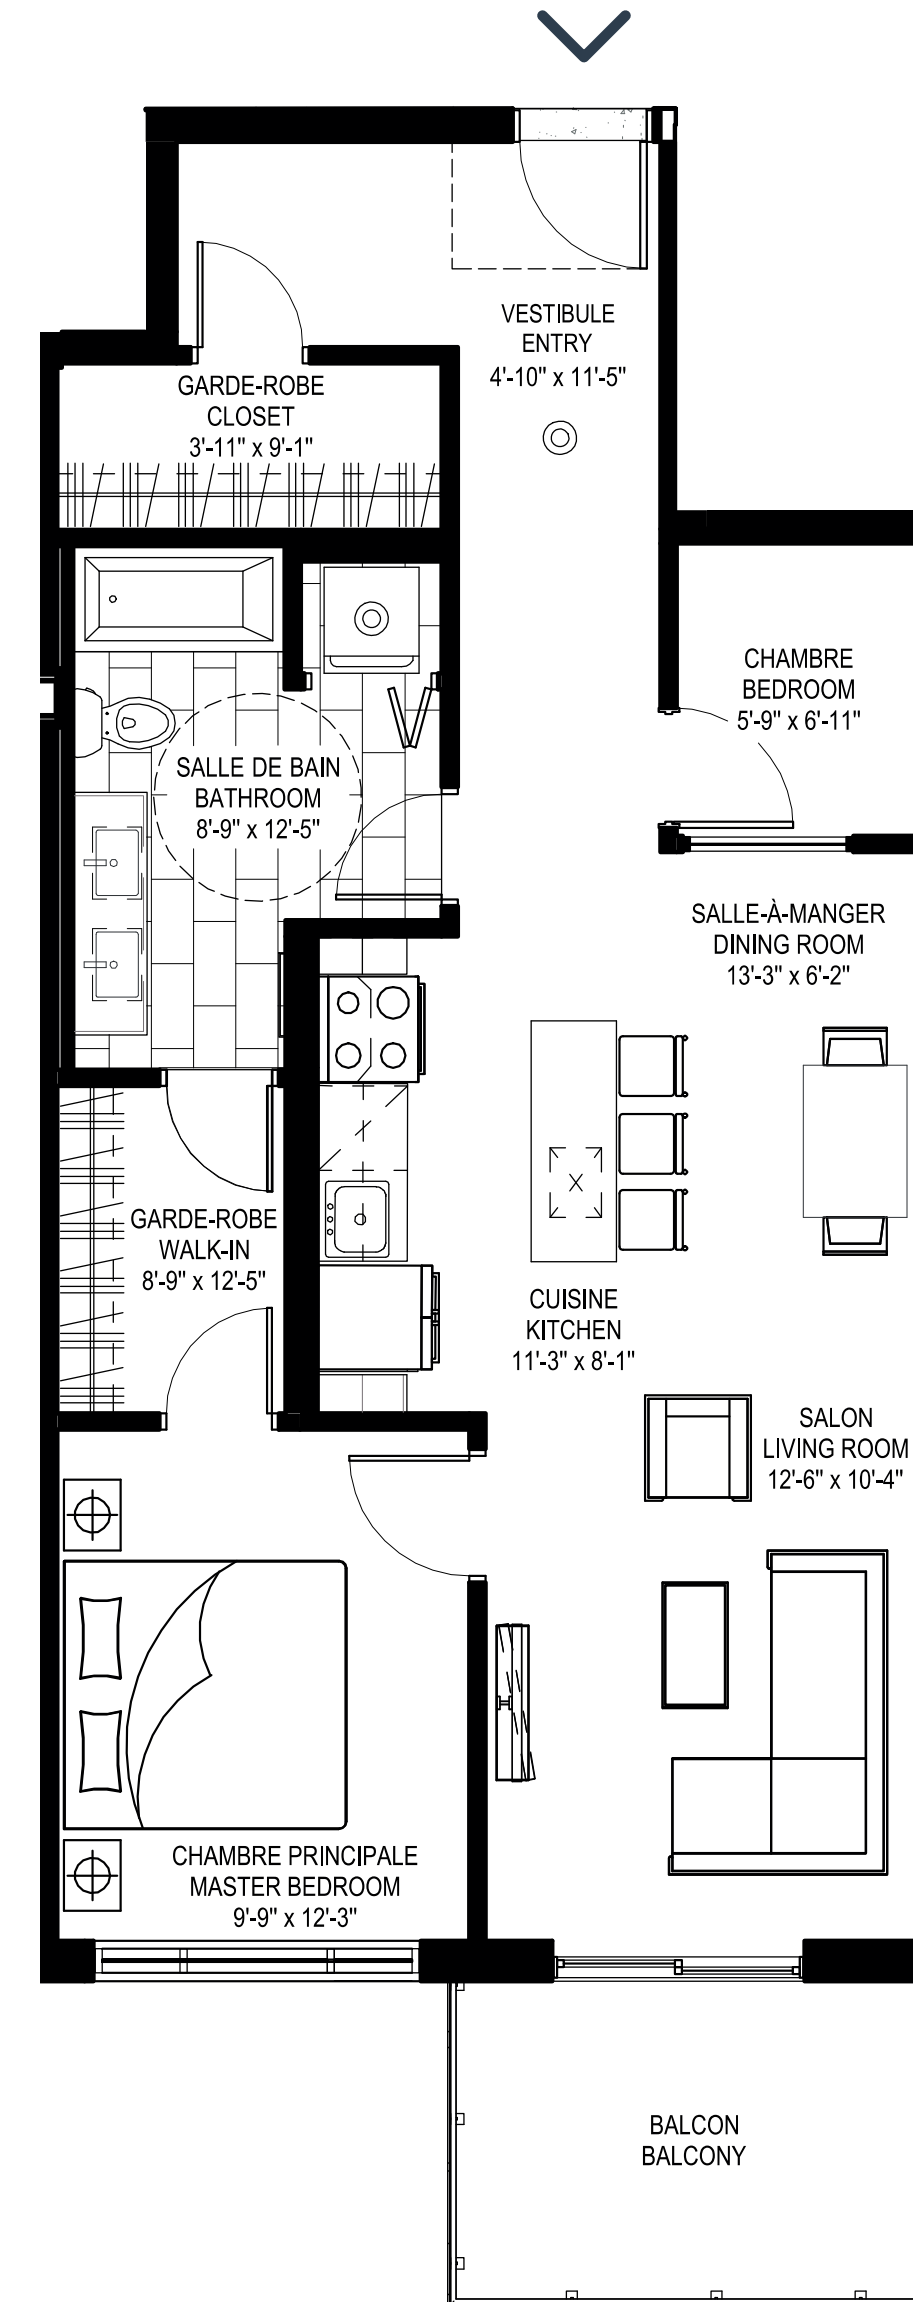 VESTIBULE
ENTRY
4'-10" x 11'-5"
GARDE-ROBE
CLOSET
3'-11" x 9'-1"
CHAMBRE
BEDROOM
5'-9" x 6'-11"
SALLE DE BAIN
BATHROOM
8'-9" x 12'-5"
SALLE-À-MANGER
DINING ROOM
13'-3" x 6'-2"
GARDE-ROBE
WALK-IN
8'-9" x 12'-5"
CUISINE
KITCHEN
11'-3" x 8'-1"
SALON
LIVING ROOM
12'-6" x 10'-4"
CHAMBRE PRINCIPALE
MASTER BEDROOM
9'-9" x 12'-3"
BALCON
BALCONY